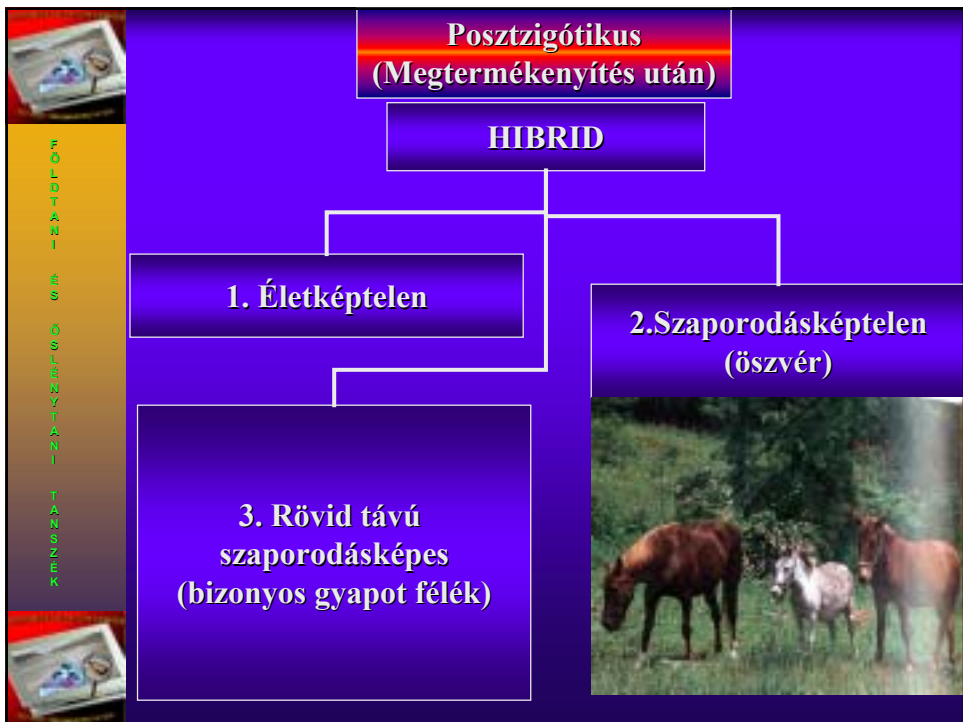 Posztzigótikus
(Megtermékenyítés után)
HIBRID
1. Életképtelen
2.Szaporodásképtelen
(öszvér)
3. Rövid távú
szaporodásképes
(bizonyos gyapot félék)
FÖLDTANI ÉS ŐSLÉNYTANI TANSZÉK